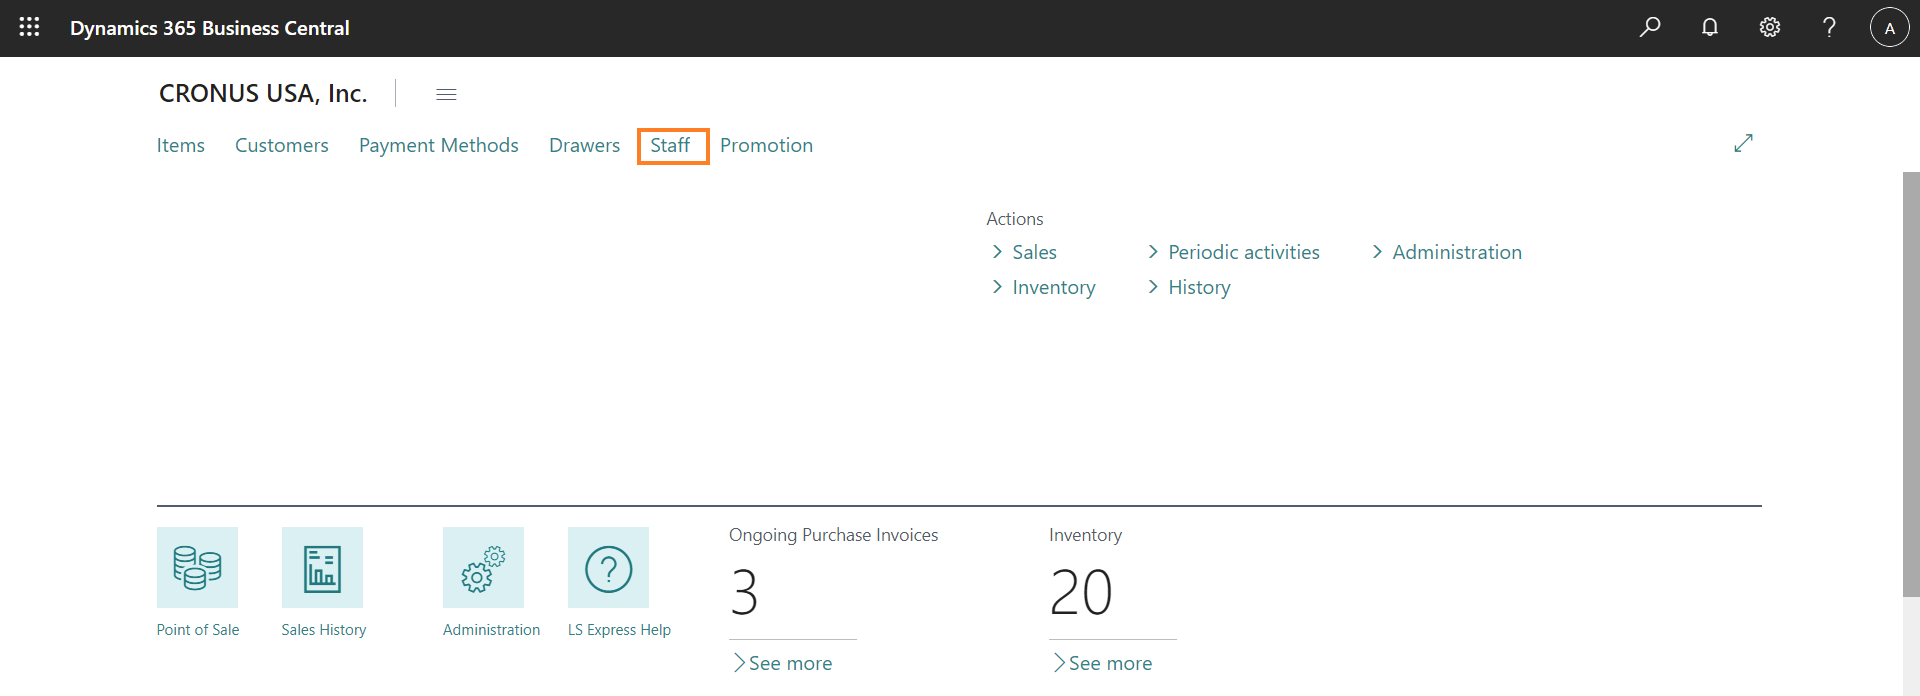 Dynamics 365 Business Central
A
CRONUS USA, Inc.
Items Customers Payment Methods Drawers Staff Promotion
Actions
Sales Periodic activities Administration
Inventory History
Ongoing Purchase Invoices Inventory
3 20
Point of Sale Sales History Administration LS Express Help
See more See more